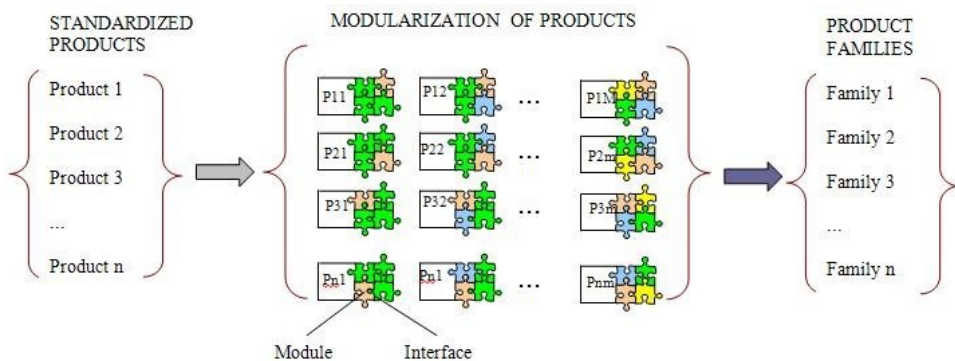 STANDARDIZED
PRODUCTS
MODULARIZATION OF PRODUCTS
PRODUCT
FAMILIES
Product 1
Product 2
Product 3
...
Product n
P11
P12
...
P1M
P21
P22
...
P2m
P31
P32
...
P3m
Pn1
Pn1
...
Pnm
Module
Interface
Family 1
Family 2
Family 3
...
Family n